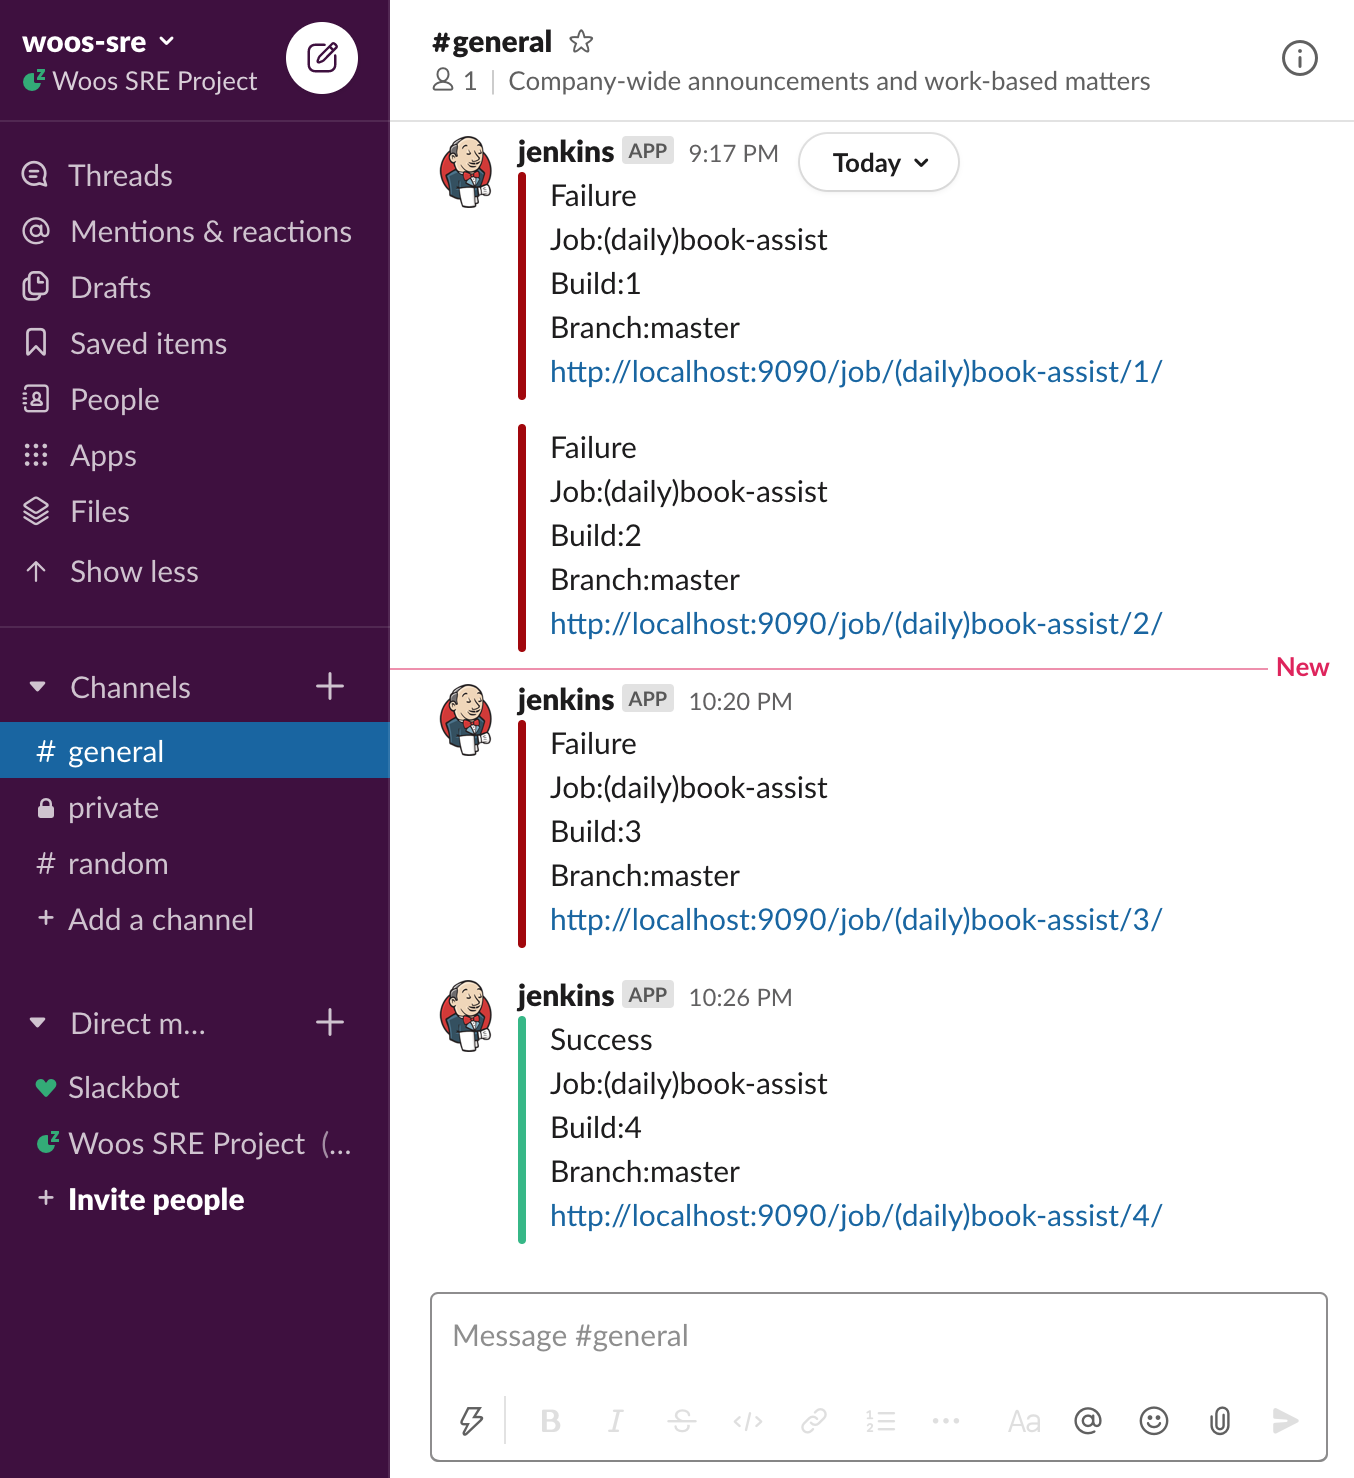 woos-sre
Woos SRE Project
Threads
Mentions & reactions
Drafts
Saved items
People
Apps
Files
Show less
Channels
# general
private
# random
+ Add a channel
Direct m...
Slackbot
Woos SRE Project (...
+ Invite people
#general
1 | Company-wide announcements and work-based matters
Today
jenkins APP 9:17 PM
Failure
Job:(daily)book-assist
Build:1
Branch:master
http://localhost:9090/job/(daily)book-assist/1/
Failure
Job:(daily)book-assist
Build:2
Branch:master
http://localhost:9090/job/(daily)book-assist/2/
New
jenkins APP 10:20 PM
Failure
Job:(daily)book-assist
Build:3
Branch:master
http://localhost:9090/job/(daily)book-assist/3/
jenkins APP 10:26 PM
Success
Job:(daily)book-assist
Build:4
Branch:master
http://localhost:9090/job/(daily)book-assist/4/
Message #general
B I S </> Aa @